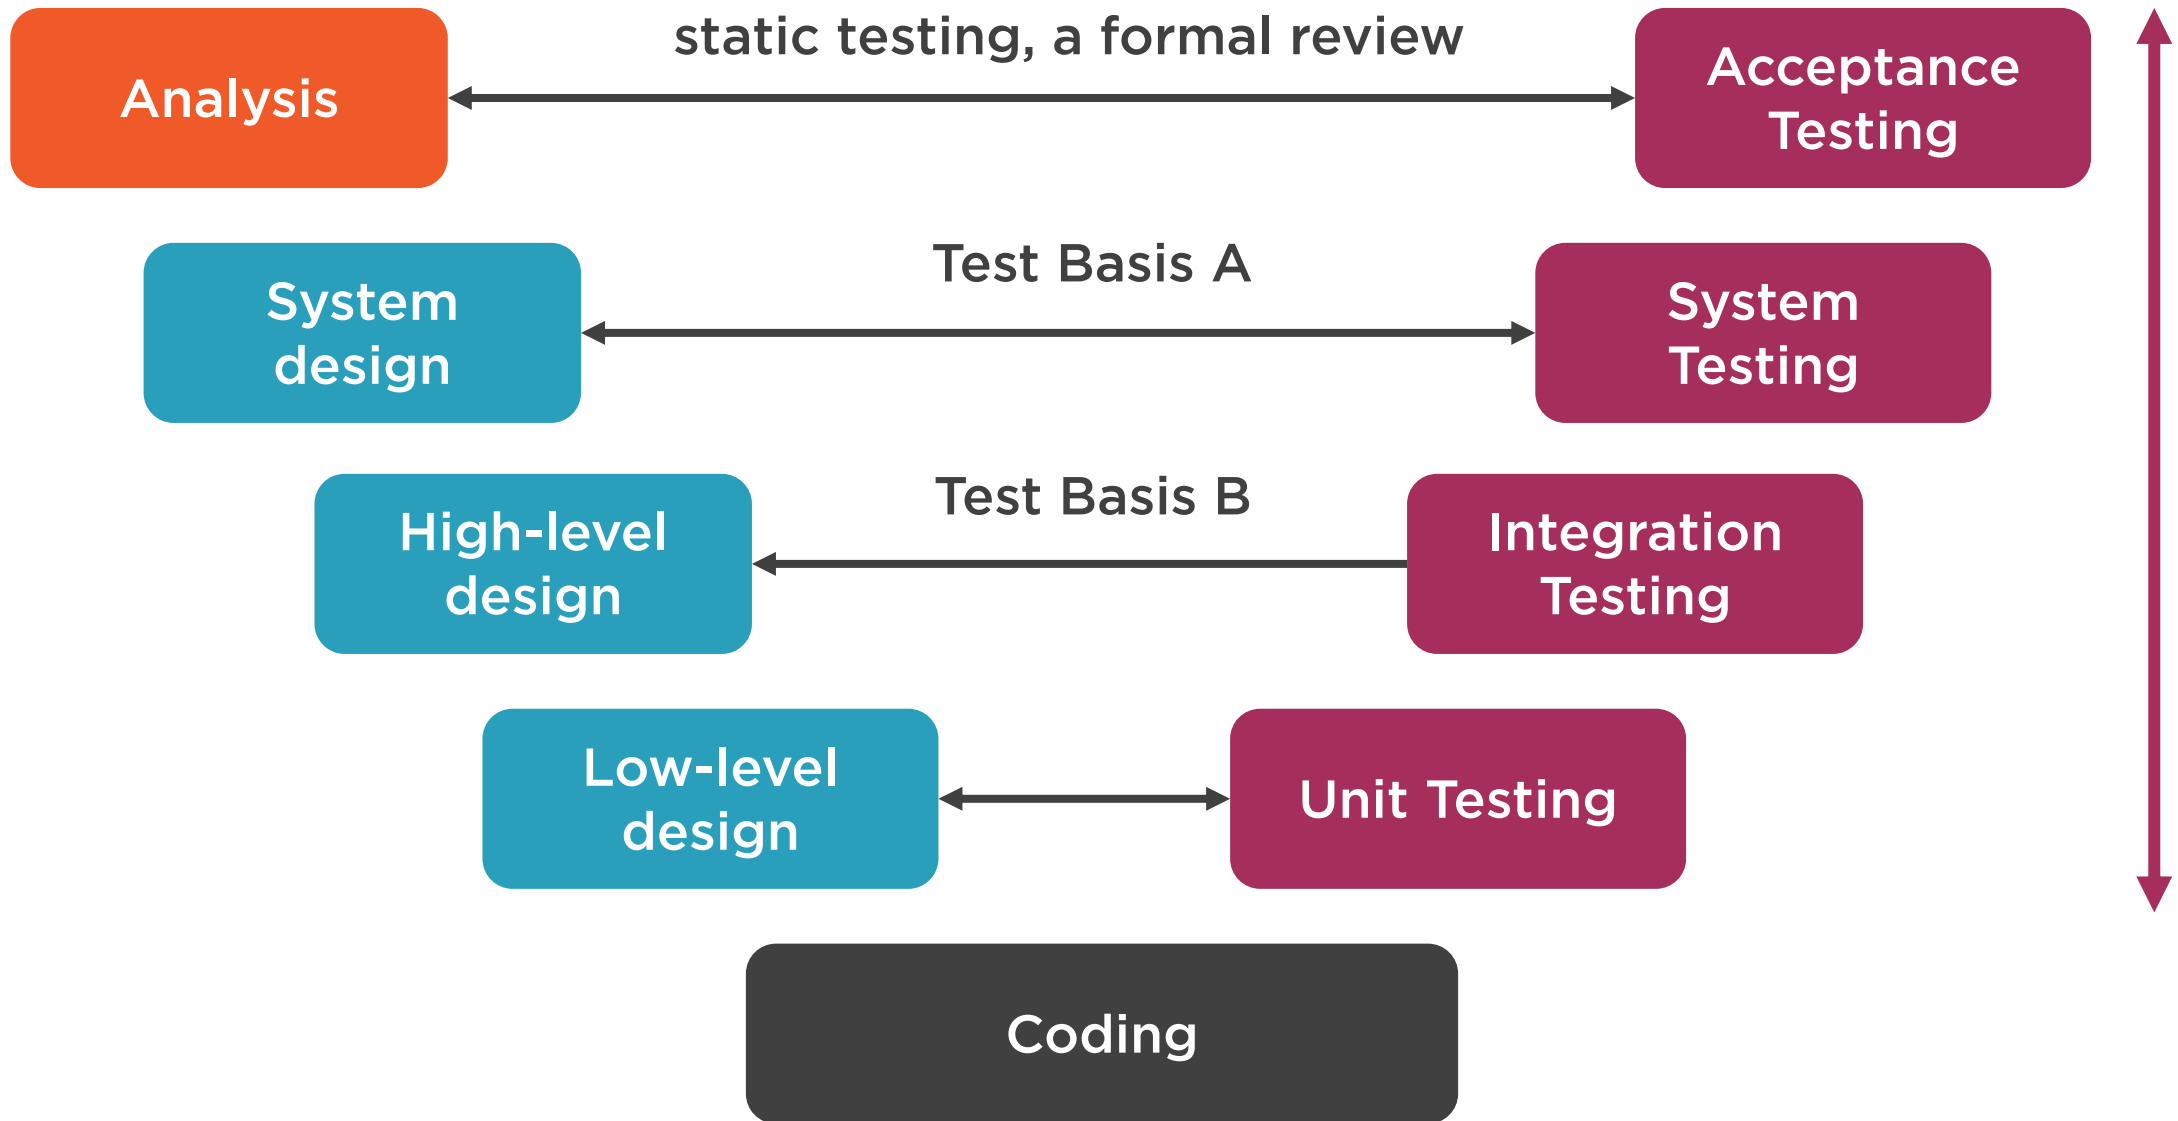 static testing, a formal review
Analysis
Acceptance
Testing
Test Basis A
System
design
System
Testing
Test Basis B
High-level
design
Integration
Testing
Low-level
design
Unit Testing
Coding